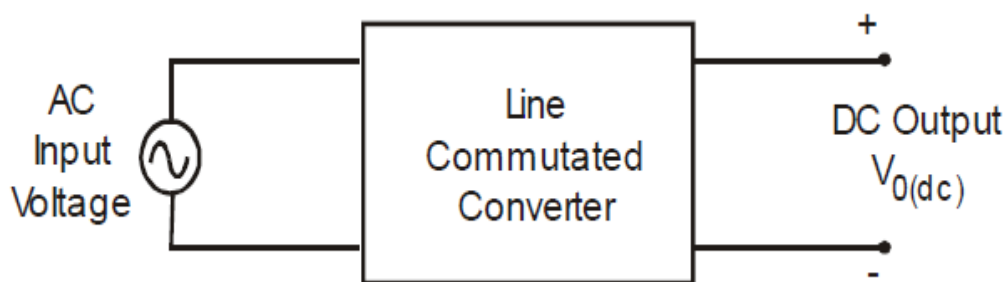 AC
Input
Voltage
Line
Commutated
Converter
+
DC Output
V0(dc)
-